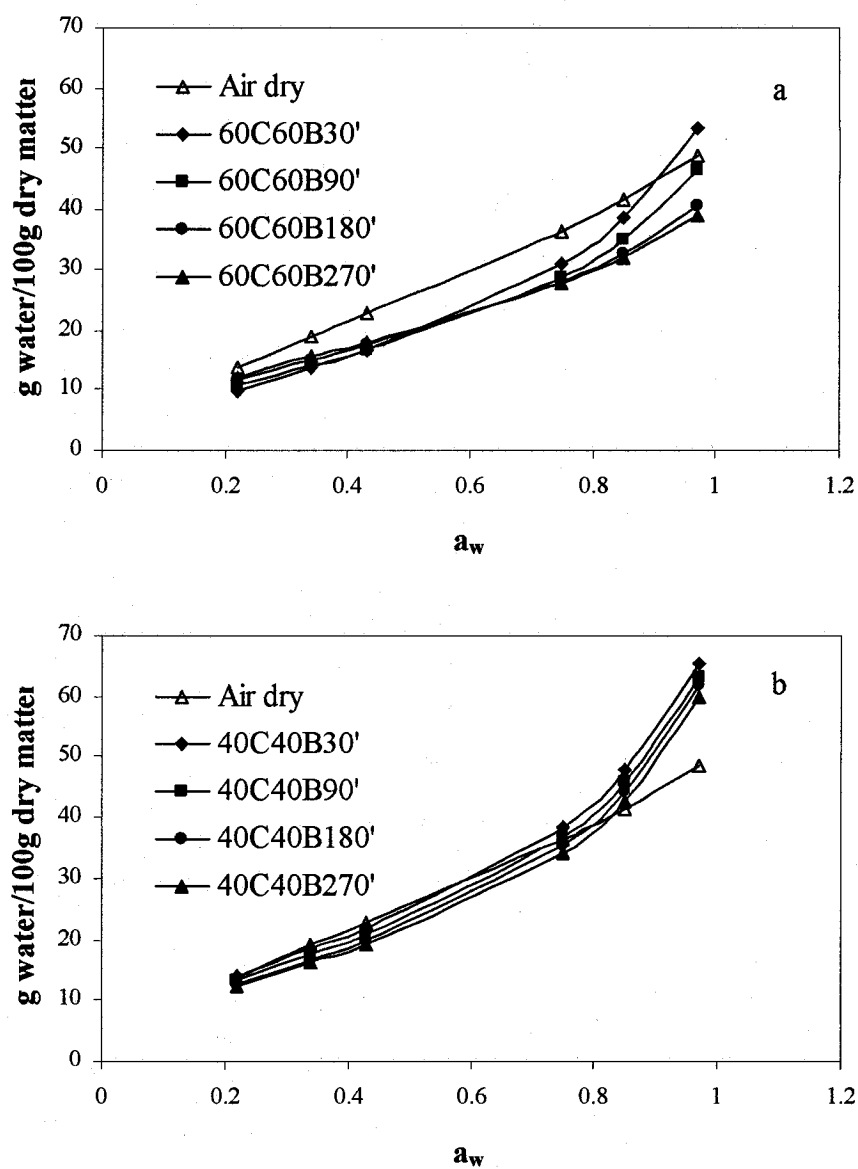 70
60
50
40
30
20
10
0
g water/100g dry matter
Air dry
60C60B30'
60C60B90'
60C60B180'
60C60B270'
a
0 0.2 0.4 0.6 0.8 1 1.2
aw
70
60
50
40
30
20
10
0
g water/100g dry matter
Air dry
40C40B30'
40C40B90'
40C40B180'
40C40B270'
b
0 0.2 0.4 0.6 0.8 1 1.2
aw